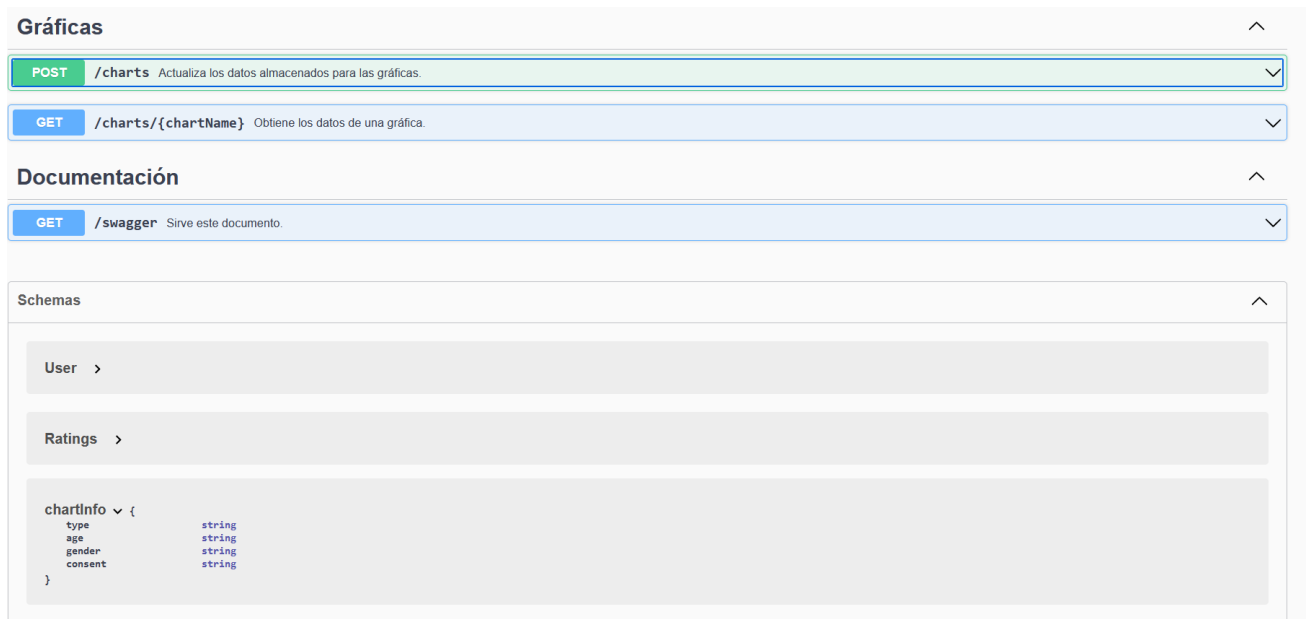 Gráficas
POST /charts Actualiza los datos almacenados para las gráficas.
GET /charts/{chartName} Obtiene los datos de una gráfica.
Documentación
GET /swagger Sirve este documento.
Schemas
User
Ratings
chartInfo {
type string
age string
gender string
consent string
}